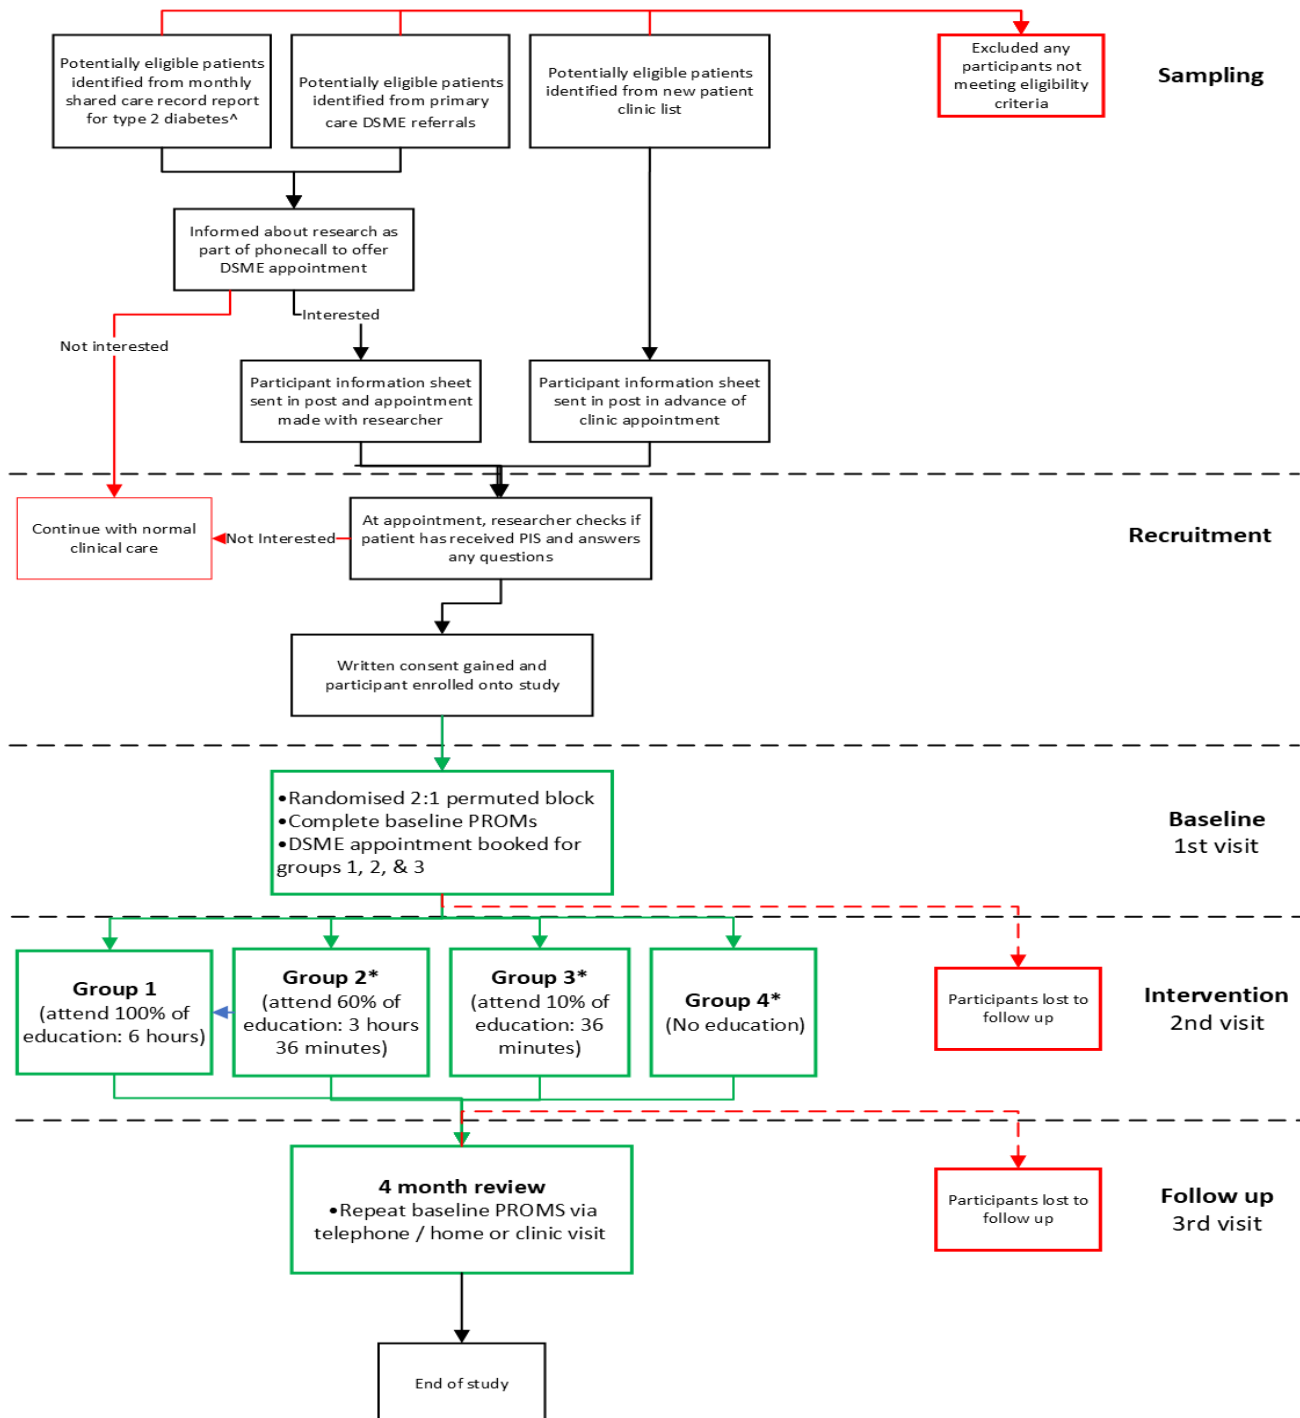 Potentially eligible patients
identified from monthly
shared care record report
for type 2 diabetes^
Potentially eligible patients
identified from primary
care DSME referrals
Potentially eligible patients
identified from new patient
clinic list
Excluded any
participants not
meeting eligibility
criteria
Sampling
Informed about research as
part of phonecall to offer
DSME appointment
Interested
Not interested
Participant information sheet
sent in post and appointment
made with researcher
Participant information sheet
sent in post in advance of
clinic appointment
Continue with normal
clinical care
Not Interested
At appointment, researcher checks if
patient has received PIS and answers
any questions
Recruitment
Written consent gained and
participant enrolled onto study
•Randomised 2:1 permuted block
•Complete baseline PROMs
•DSME appointment booked for
groups 1, 2, & 3
Baseline
1st visit
Group 1
(attend 100% of
education: 6 hours)
Group 2*
(attend 60% of
education: 3 hours
36 minutes)
Group 3*
(attend 10% of
education: 36
minutes)
Group 4*
(No education)
Participants lost to
follow up
Intervention
2nd visit
4 month review
•Repeat baseline PROMS via
telephone / home or clinic visit
Participants lost to
follow up
Follow up
3rd visit
End of study